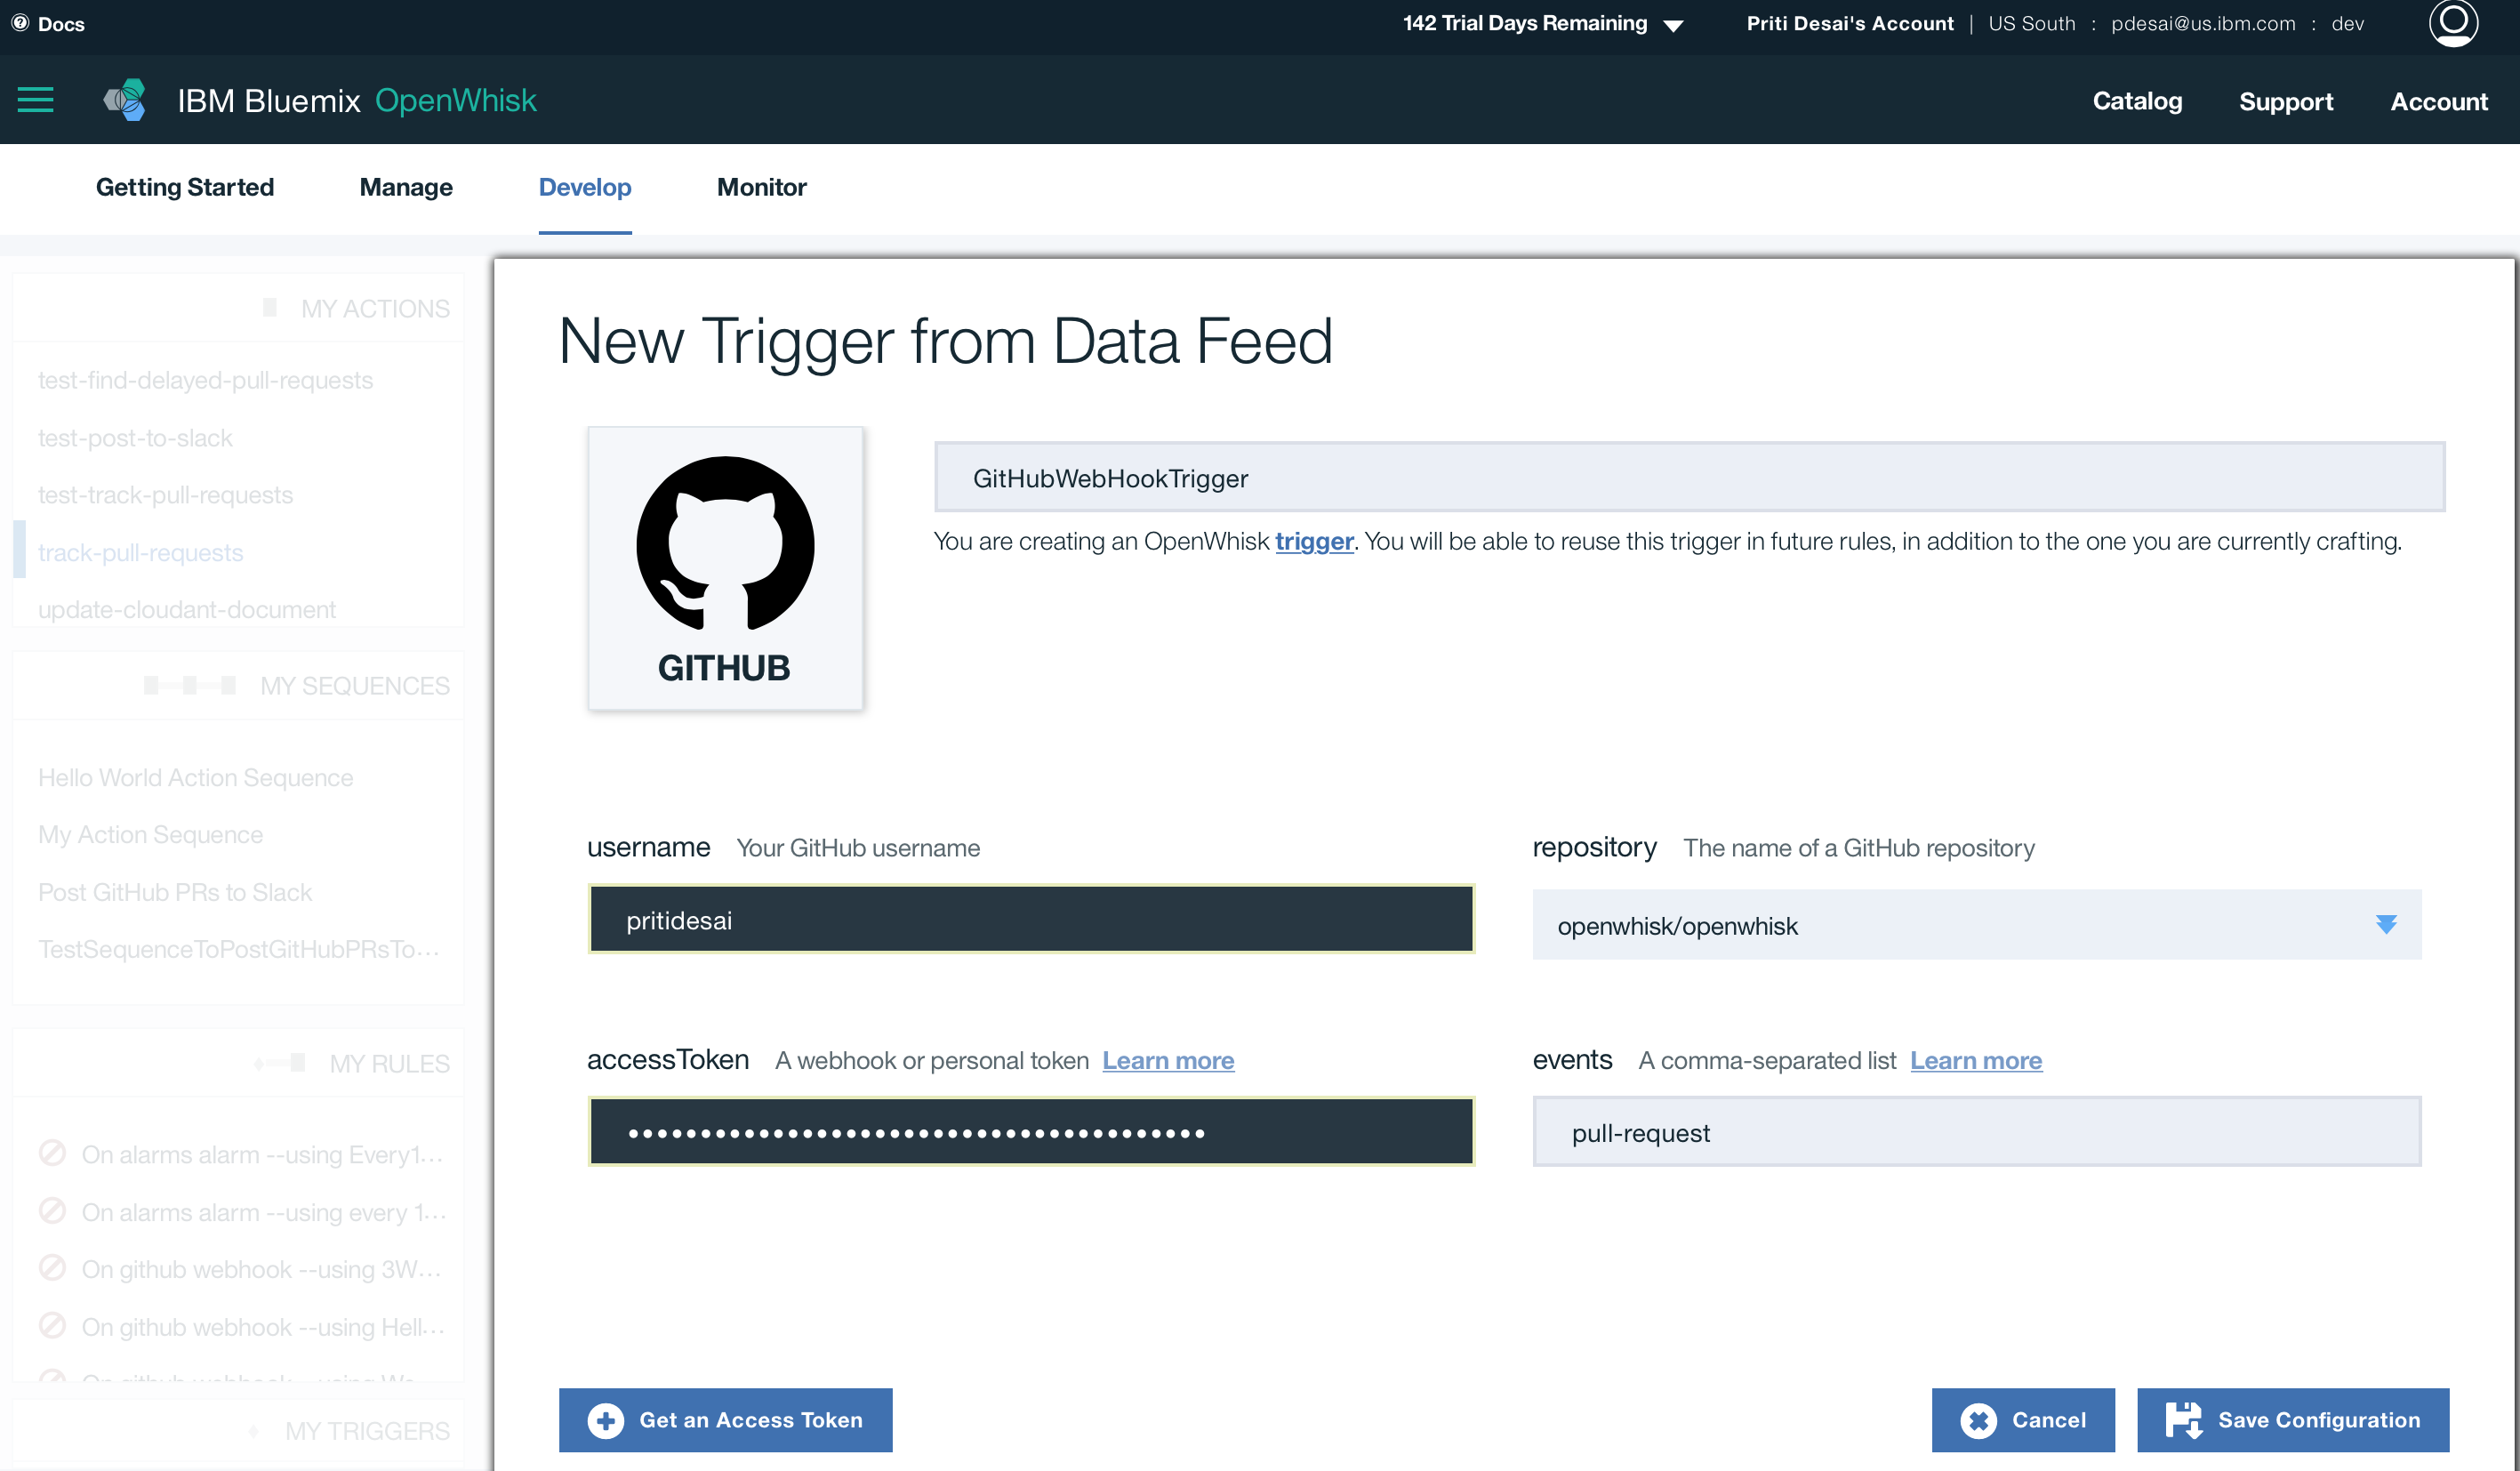 Docs
142 Trial Days Remaining
Priti Desai's Account | US South : pdesai@us.ibm.com : dev
IBM Bluemix OpenWhisk
Catalog Support Account
Getting Started Manage Develop Monitor
MY ACTIONS
test-find-delayed-pull-requests
test-post-to-slack
test-track-pull-requests
track-pull-requests
update-cloudant-document
MY SEQUENCES
Hello World Action Sequence
My Action Sequence
Post GitHub PRs to Slack
TestSequenceToPostGitHubPRsTo...
MY RULES
On alarms alarm --using Every1...
On alarms alarm --using every 1...
On github webhook --using 3W...
On github webhook --using Hell...
On github webhook --using We
MY TRIGGERS
New Trigger from Data Feed
GITHUB
GitHubWebHookTrigger
You are creating an OpenWhisk trigger. You will be able to reuse this trigger in future rules, in addition to the one you are currently crafting.
username Your GitHub username
pritidesai
repository The name of a GitHub repository
openwhisk/openwhisk
accessToken A webhook or personal token Learn more
••••••••••••••••••••••••••••••••••••••••
events A comma-separated list Learn more
pull-request
Get an Access Token
Cancel
Save Configuration